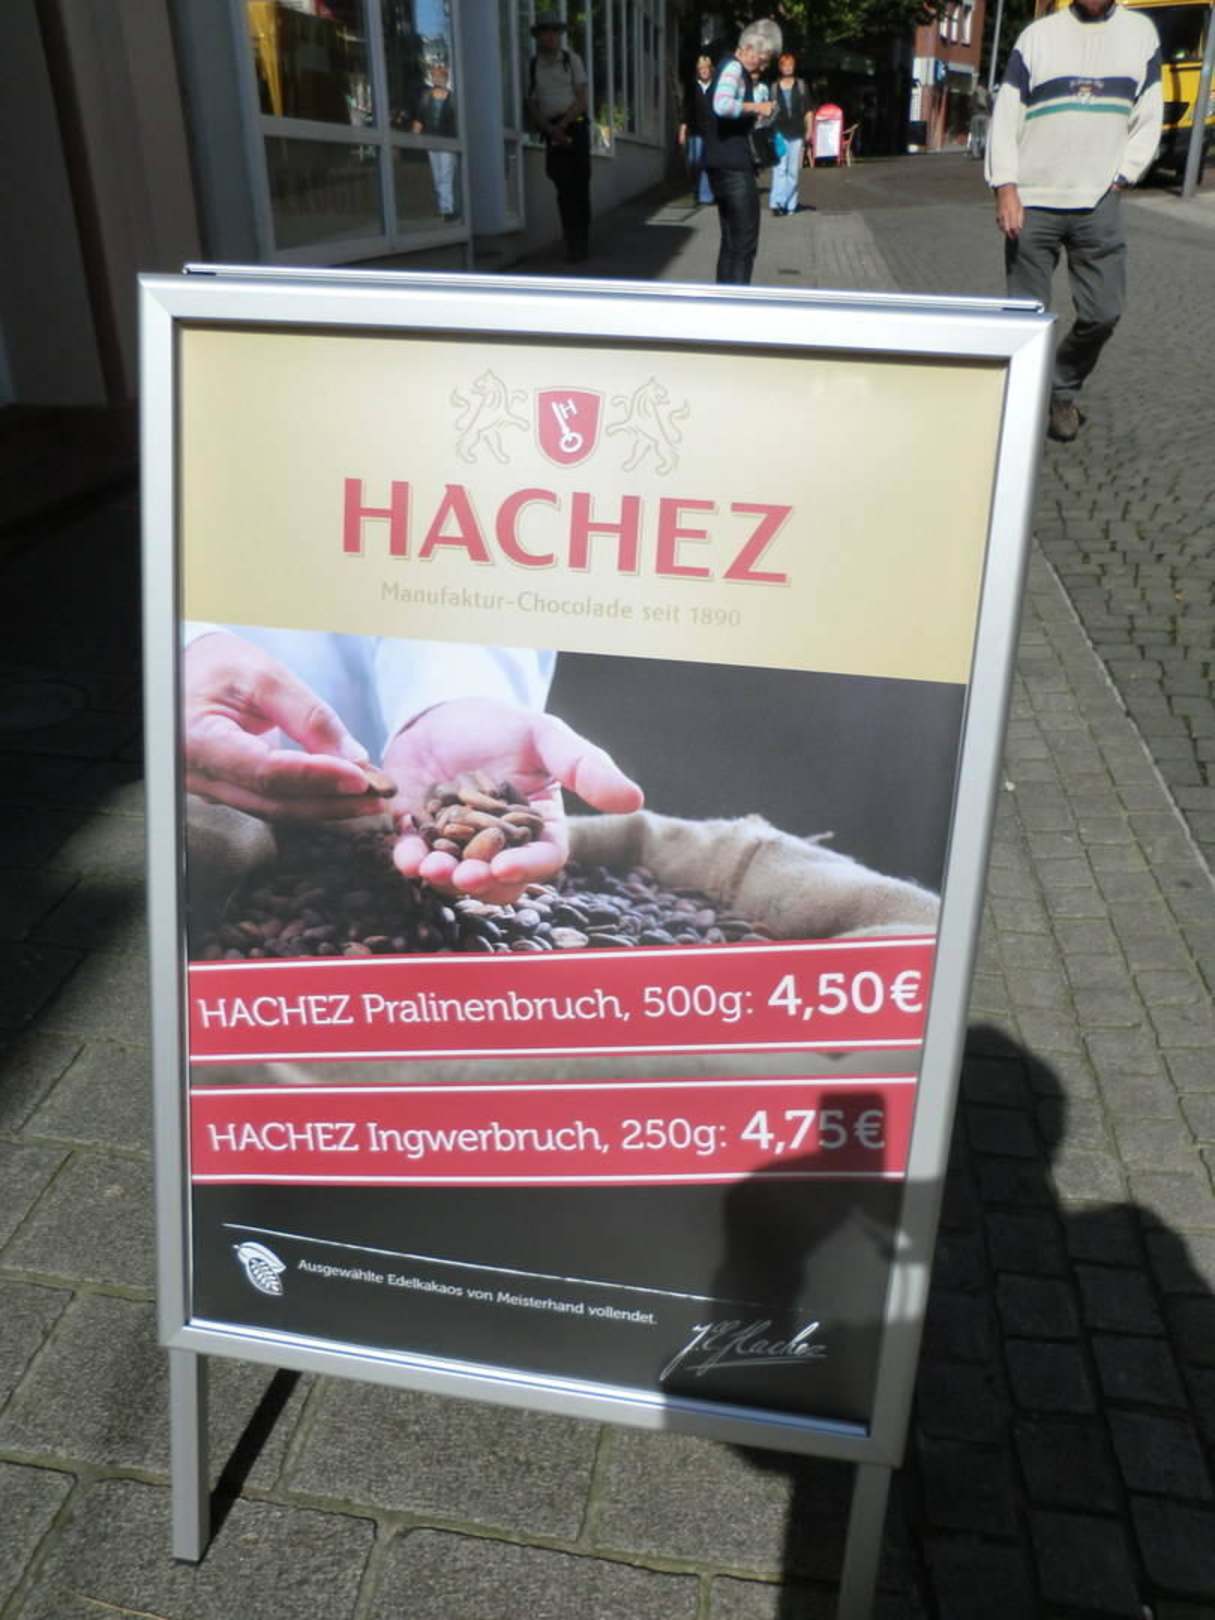 HACHEZ
Manufaktur-Chocolade seit 1890
HACHEZ Pralinenbruch, 500g: 4,50€
HACHEZ Ingwerbruch, 250g: 4,75€
Ausgewählte Edelkakaos von Meisterhand vollendet.
J.C. Hachez